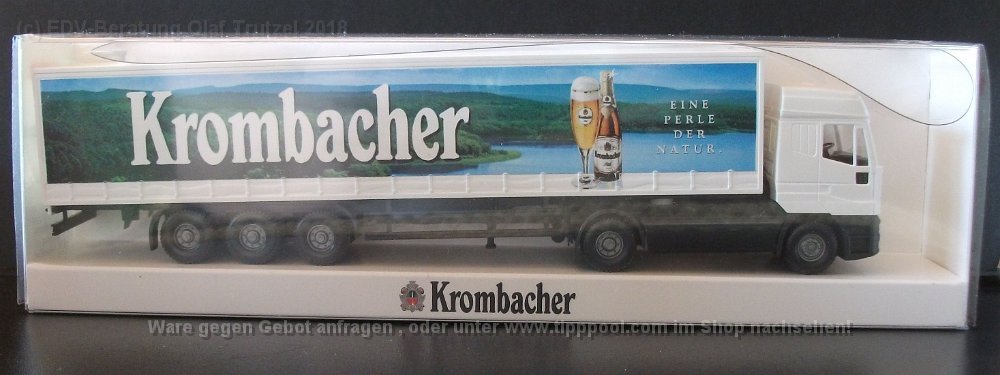 (c) EDV-Beratung Olaf Trutzel 2018
Krombacher
EINE
PERLE
DER
NATUR.
Krombacher
Krombacher
Ware gegen Gebot anfragen , oder unter www.tipppool.com im Shop nachsehen!